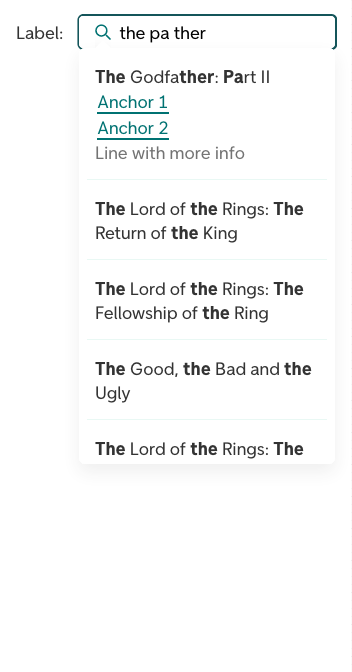 Label:
the pa ther
The Godfather: Part II
Anchor 1
Anchor 2
Line with more info
The Lord of the Rings: The
Return of the King
The Lord of the Rings: The
Fellowship of the Ring
The Good, the Bad and the
Ugly
The Lord of the Rings: The